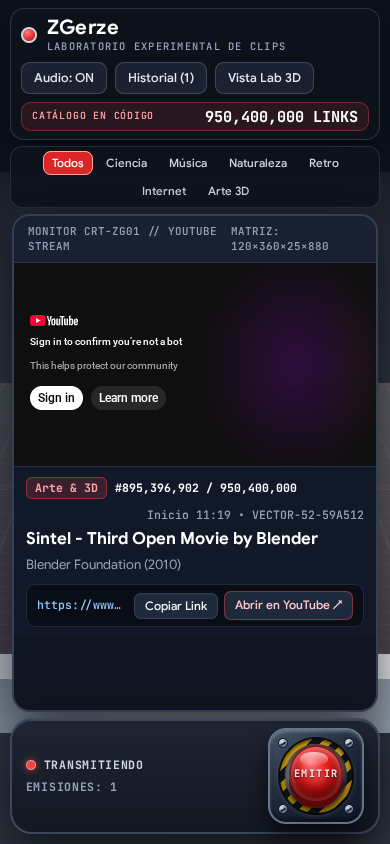 ZGerze
LABORATORIO EXPERIMENTAL DE CLIPS
Audio: ON
Historial (1)
Vista Lab 3D
CATÁLOGO EN CÓDIGO
950,400,000 LINKS
Todos
Ciencia
Música
Naturaleza
Retro
Internet
Arte 3D
MONITOR CRT-ZG01 // YOUTUBE
STREAM
MATRIZ:
120×360×25×880
YouTube
Sign in to confirm you're not a bot
This helps protect our community
Sign in
Learn more
Arte & 3D
#895,396,902 / 950,400,000
Inicio 11:19 • VECTOR-52-59A512
Sintel - Third Open Movie by Blender
Blender Foundation (2010)
https://www…
Copiar Link
Abrir en YouTube ↗
TRANSMITIENDO
EMISIONES: 1
EMITIR